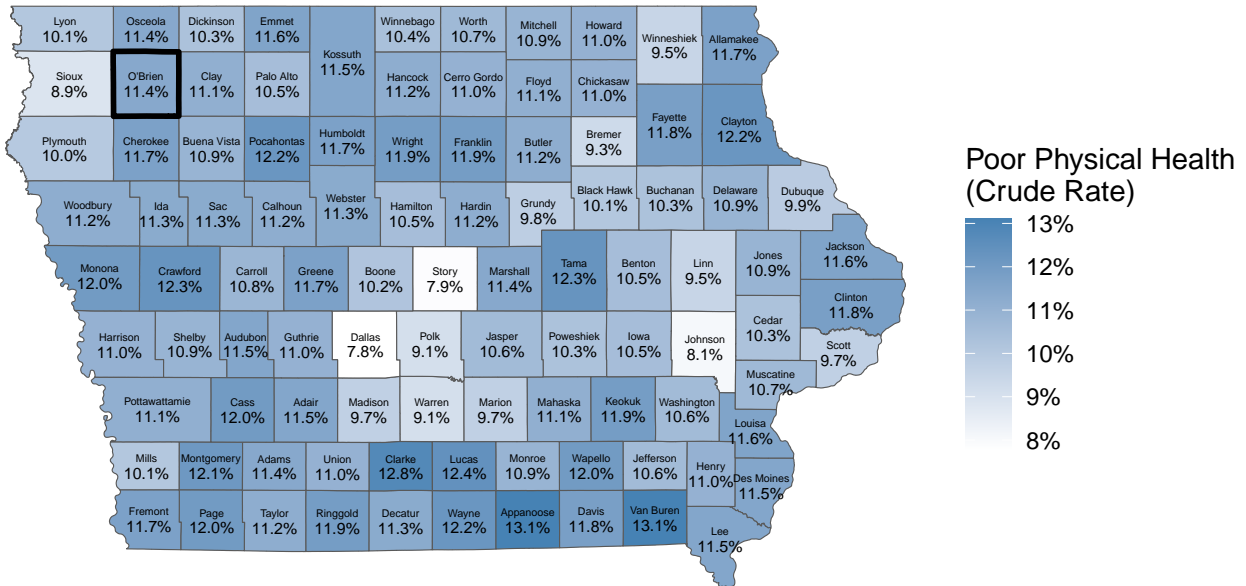 Lyon
10.1%
Osceola
11.4%
Dickinson
10.3%
Emmet
11.6%
Kossuth
11.5%
Winnebago
10.4%
Worth
10.7%
Mitchell
10.9%
Howard
11.0%
Winneshiek
9.5%
Allamakee
11.7%
Sioux
8.9%
O'Brien
11.4%
Clay
11.1%
Palo Alto
10.5%
Hancock
11.2%
Cerro Gordo
11.0%
Floyd
11.1%
Chickasaw
11.0%
Fayette
11.8%
Clayton
12.2%
Plymouth
10.0%
Cherokee
11.7%
Buena Vista
10.9%
Pocahontas
12.2%
Humboldt
11.7%
Wright
11.9%
Franklin
11.9%
Butler
11.2%
Bremer
9.3%
Woodbury
11.2%
Ida
11.3%
Sac
11.3%
Calhoun
11.2%
Webster
11.3%
Hamilton
10.5%
Hardin
11.2%
Grundy
9.8%
Black Hawk
10.1%
Buchanan
10.3%
Delaware
10.9%
Dubuque
9.9%
Monona
12.0%
Crawford
12.3%
Carroll
10.8%
Greene
11.7%
Boone
10.2%
Story
7.9%
Marshall
11.4%
Tama
12.3%
Benton
10.5%
Linn
9.5%
Jones
10.9%
Jackson
11.6%
Clinton
11.8%
Harrison
11.0%
Shelby
10.9%
Audubon
11.5%
Guthrie
11.0%
Dallas
7.8%
Polk
9.1%
Jasper
10.6%
Poweshiek
10.3%
Iowa
10.5%
Johnson
8.1%
Cedar
10.3%
Scott
9.7%
Muscatine
10.7%
Pottawattamie
11.1%
Cass
12.0%
Adair
11.5%
Madison
9.7%
Warren
9.1%
Marion
9.7%
Mahaska
11.1%
Keokuk
11.9%
Washington
10.6%
Louisa
11.6%
Mills
10.1%
Montgomery
12.1%
Adams
11.4%
Union
11.0%
Clarke
12.8%
Lucas
12.4%
Monroe
10.9%
Wapello
12.0%
Jefferson
10.6%
Henry
11.0%
Des Moines
11.5%
Fremont
11.7%
Page
12.0%
Taylor
11.2%
Ringgold
11.9%
Decatur
11.3%
Wayne
12.2%
Appanoose
13.1%
Davis
11.8%
Van Buren
13.1%
Lee
11.5%
Poor Physical Health
(Crude Rate)
13%
12%
11%
10%
9%
8%